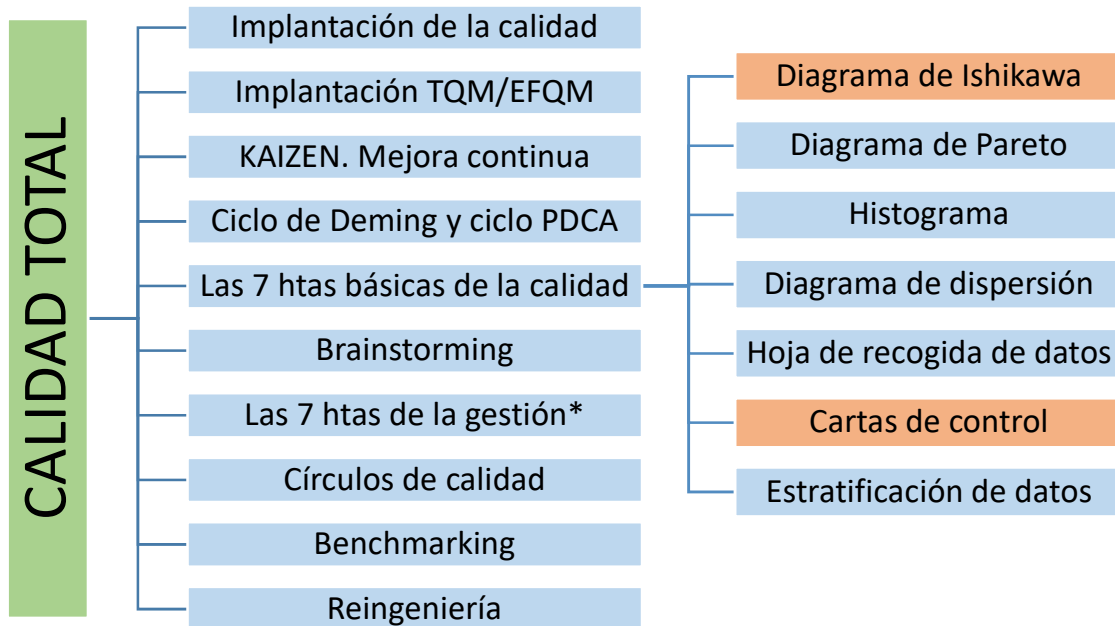 CALIDAD TOTAL
Implantación de la calidad
Implantación TQM/EFQM
KAIZEN. Mejora continua
Ciclo de Deming y ciclo PDCA
Las 7 htas básicas de la calidad
Brainstorming
Las 7 htas de la gestión*
Círculos de calidad
Benchmarking
Reingeniería
Diagrama de Ishikawa
Diagrama de Pareto
Histograma
Diagrama de dispersión
Hoja de recogida de datos
Cartas de control
Estratificación de datos